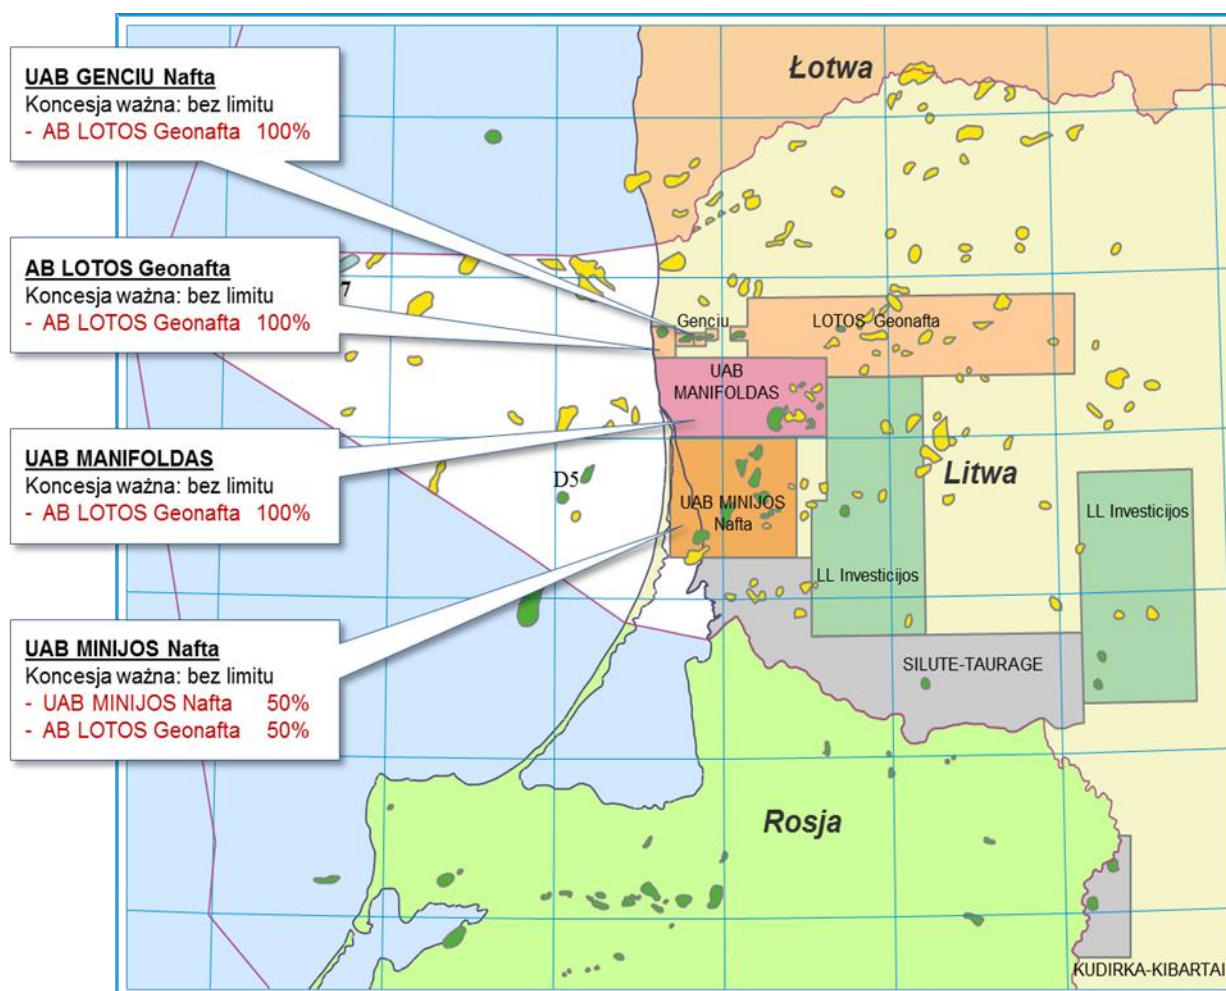 UAB GENCIU Nafta
Koncesja ważna: bez limitu
- AB LOTOS Geonafta 100%
AB LOTOS Geonafta
Koncesja ważna: bez limitu
- AB LOTOS Geonafta 100%
UAB MANIFOLDAS
Koncesja ważna: bez limitu
- AB LOTOS Geonafta 100%
UAB MINIJOS Nafta
Koncesja ważna: bez limitu
- UAB MINIJOS Nafta 50%
- AB LOTOS Geonafta 50%
Łotwa
7
Genciu
LOTOS Geonafta
UAB
MANIFOLDAS
D5
UAB MINIJOS
Nafta
Litwa
LL Investicijos
LL Investicijos
SILUTE-TAURAGE
Rosja
KUDIRKA-KIBARTAI